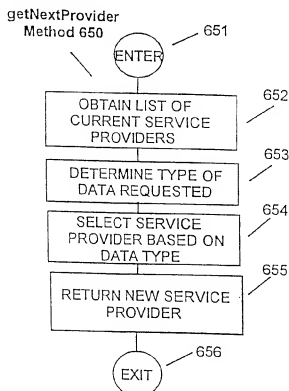 getNextProvider
Method 650
651
ENTER
652
OBTAIN LIST OF
CURRENT SERVICE
PROVIDERS
653
DETERMINE TYPE OF
DATA REQUESTED
654
SELECT SERVICE
PROVIDER BASED ON
DATA TYPE
655
RETURN NEW SERVICE
PROVIDER
656
EXIT